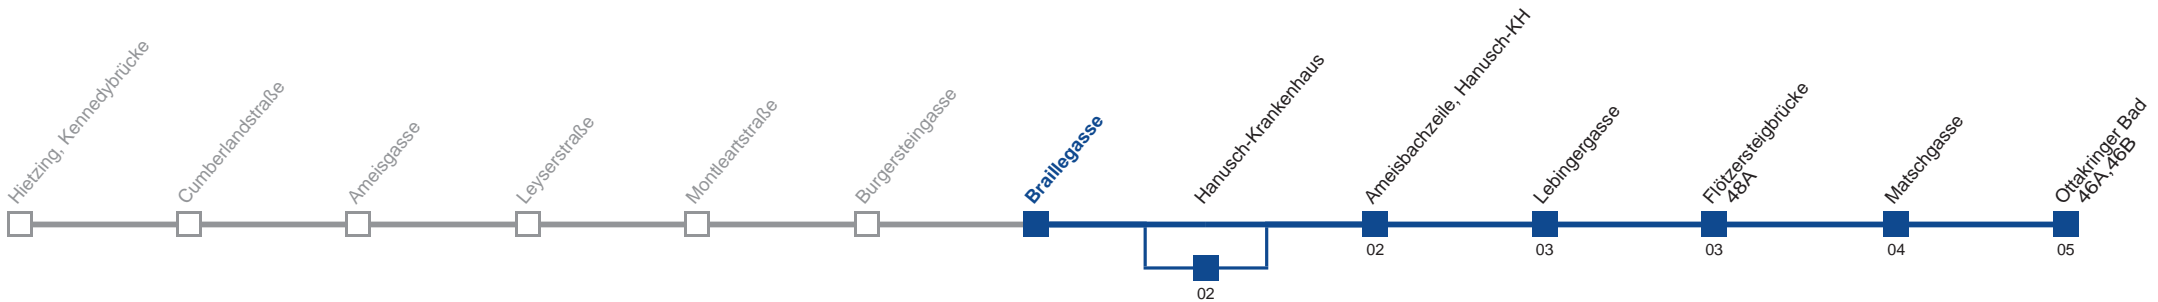 Hietzing, Kennedybrücke
Cumberlandstraße
Ameisgasse
Leyserstraße
Montleartstraße
Burgersteingasse
Braillegasse
Hanusch-Krankenhaus
02
Ameisbachzeile, Hanusch-KH
02
Lebingergasse
03
Flötzersteigbrücke
48A
03
Matschgasse
04
Ottakringer Bad
46A,46B
05